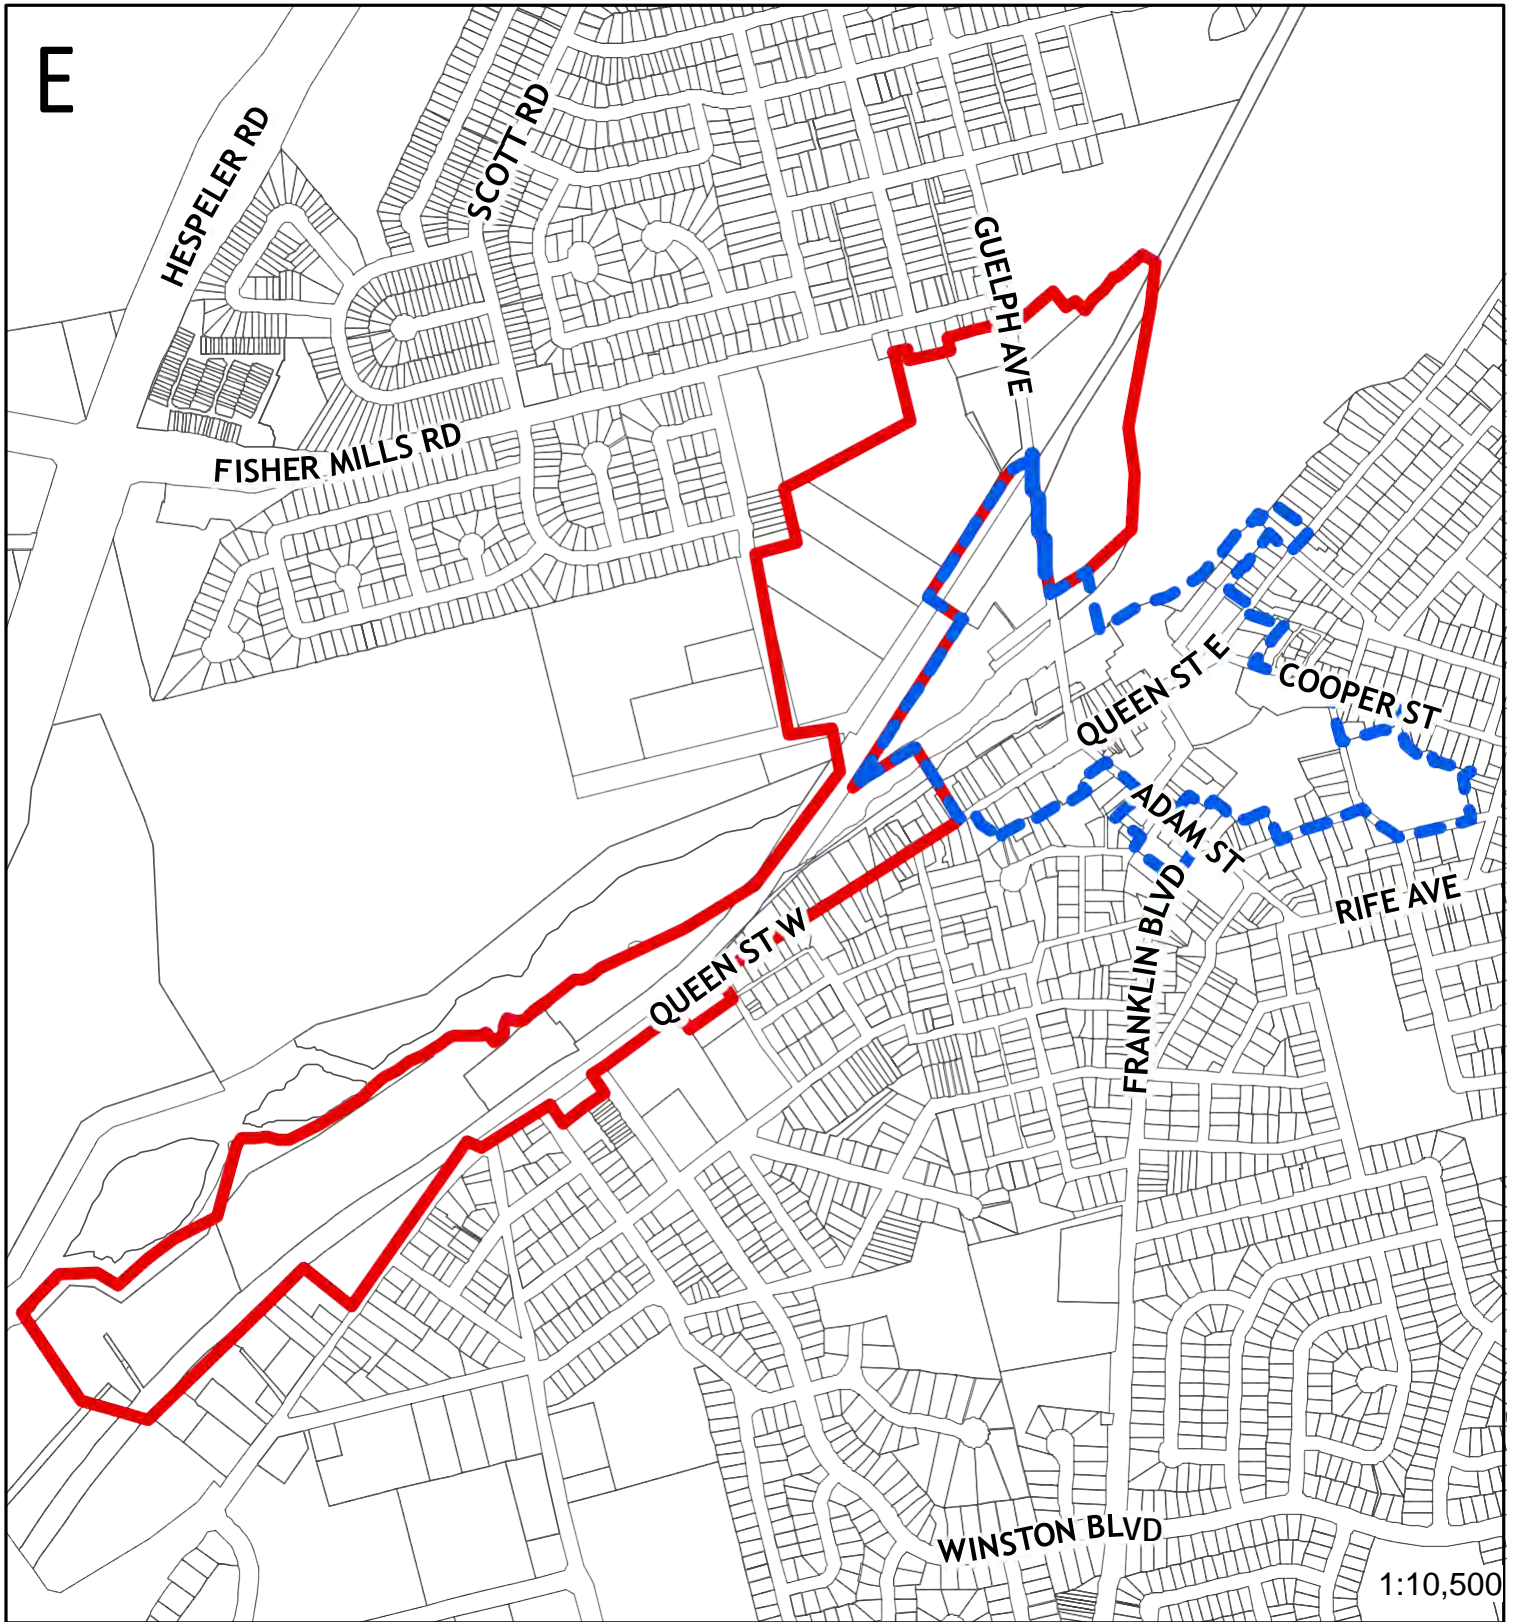 E
HESPELER RD
SCOTT RD
GUELPH AVE
FISHER MILLS RD
QUEEN ST E
COOPER ST
ADAM ST
RIFE AVE
QUEEN ST W
FRANKLIN BLVD
WINSTON BLVD
1:10,500